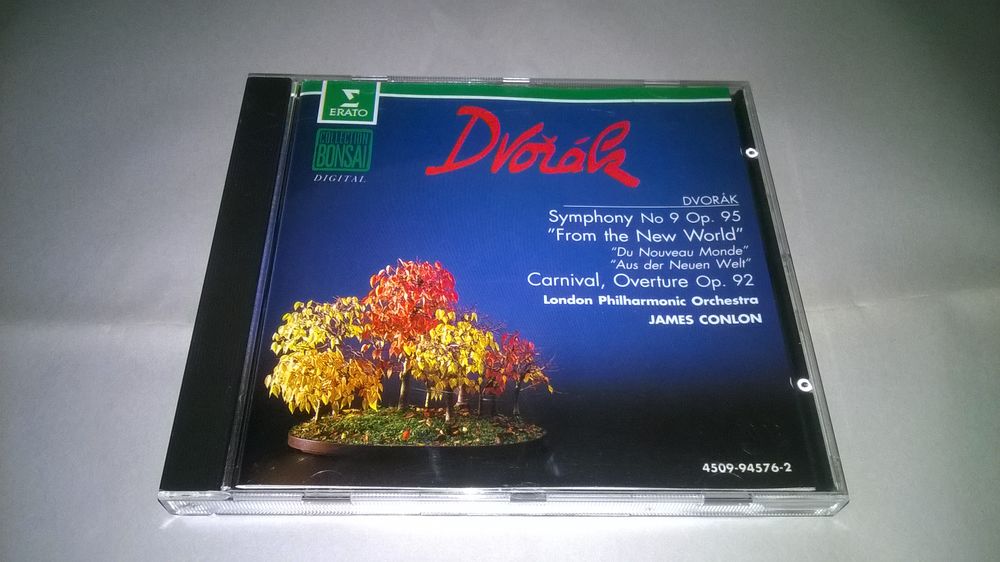 ERATO
COLLECTION
BONSAI
DIGITAL
Dvořák
DVORÅK
Symphony No 9 Op. 95
"From the New World"
"Du Nouveau Monde"
"Aus der Neuen Welt"
Carnival, Overture Op. 92
London Philharmonic Orchestra
JAMES CONLON
4509-94576-2